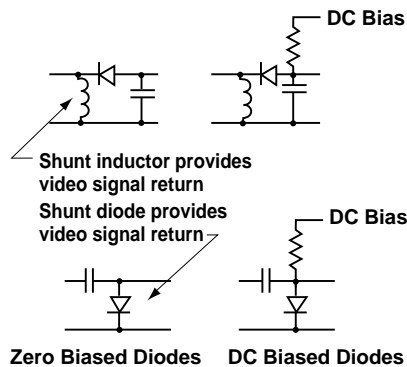 DC Bias
Shunt inductor provides
video signal return
Shunt diode provides
video signal return
DC Bias
Zero Biased Diodes
DC Biased Diodes